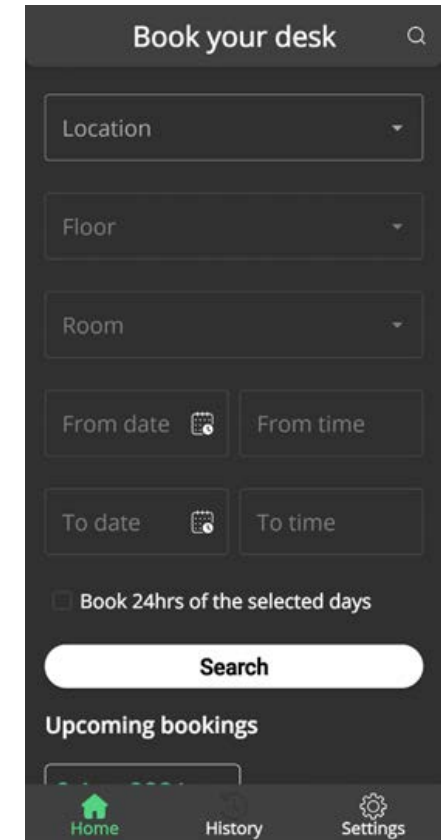 Book your desk
Location
Floor
Room
From date From time
To date To time
Book 24hrs of the selected days
Search
Upcoming bookings
Home History Settings